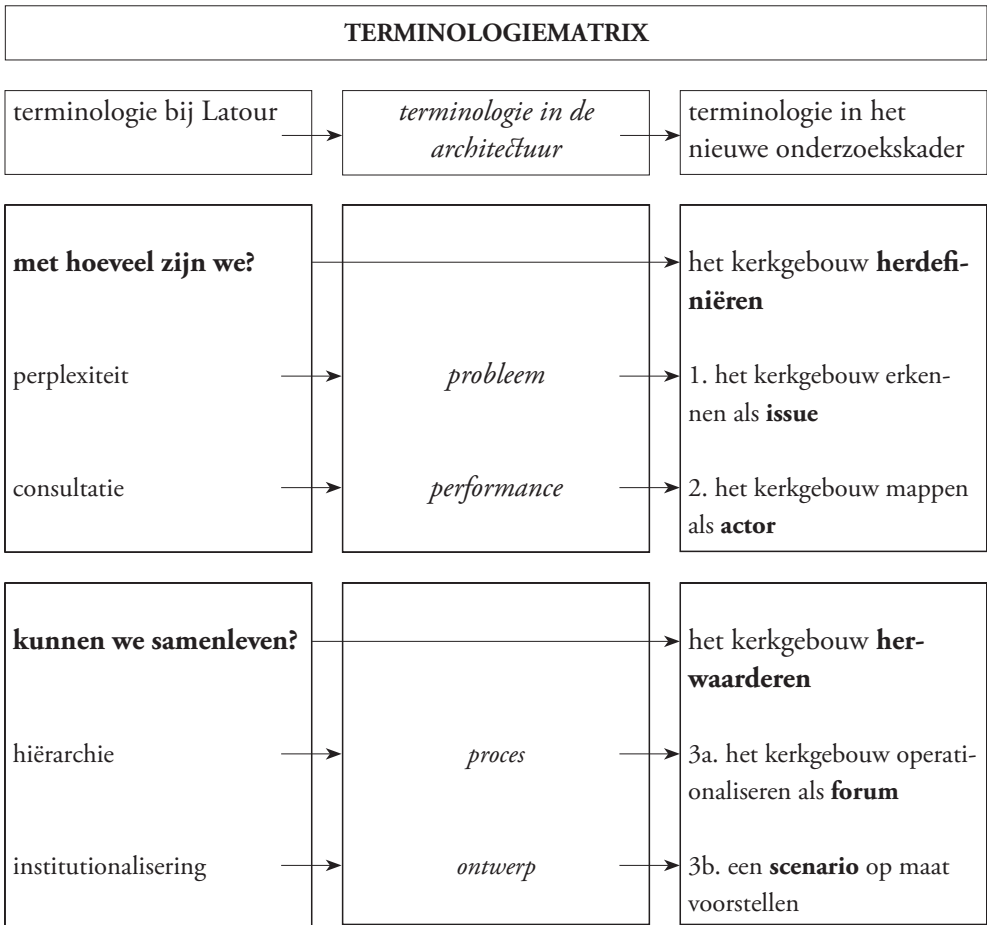 TERMINOLOGIEMATRIX
terminologie bij Latour
terminologie in de
architectuur
terminologie in het
nieuwe onderzoekskader
met hoeveel zijn we?
het kerkgebouw herdefi-
niëren
perplexiteit
probleem
1. het kerkgebouw erken-
nen als issue
consultatie
performance
2. het kerkgebouw mappen
als actor
kunnen we samenleven?
het kerkgebouw her-
waarderen
hiërarchie
proces
3a. het kerkgebouw operati-
onaliseren als forum
institutionalisering
ontwerp
3b. een scenario op maat
voorstellen